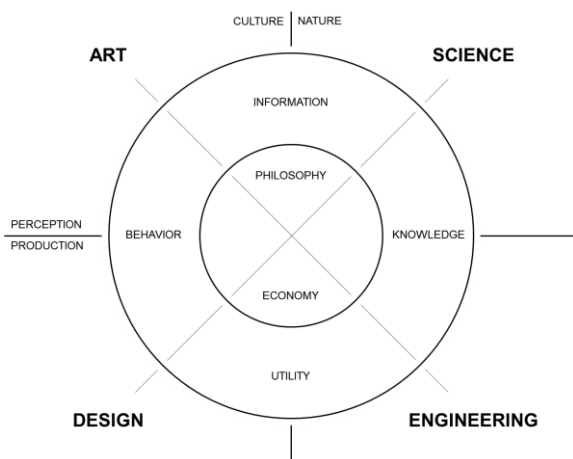 CULTURE NATURE
ART SCIENCE
INFORMATION
PHILOSOPHY
PERCEPTION
PRODUCTION
BEHAVIOR KNOWLEDGE
ECONOMY
UTILITY
DESIGN ENGINEERING